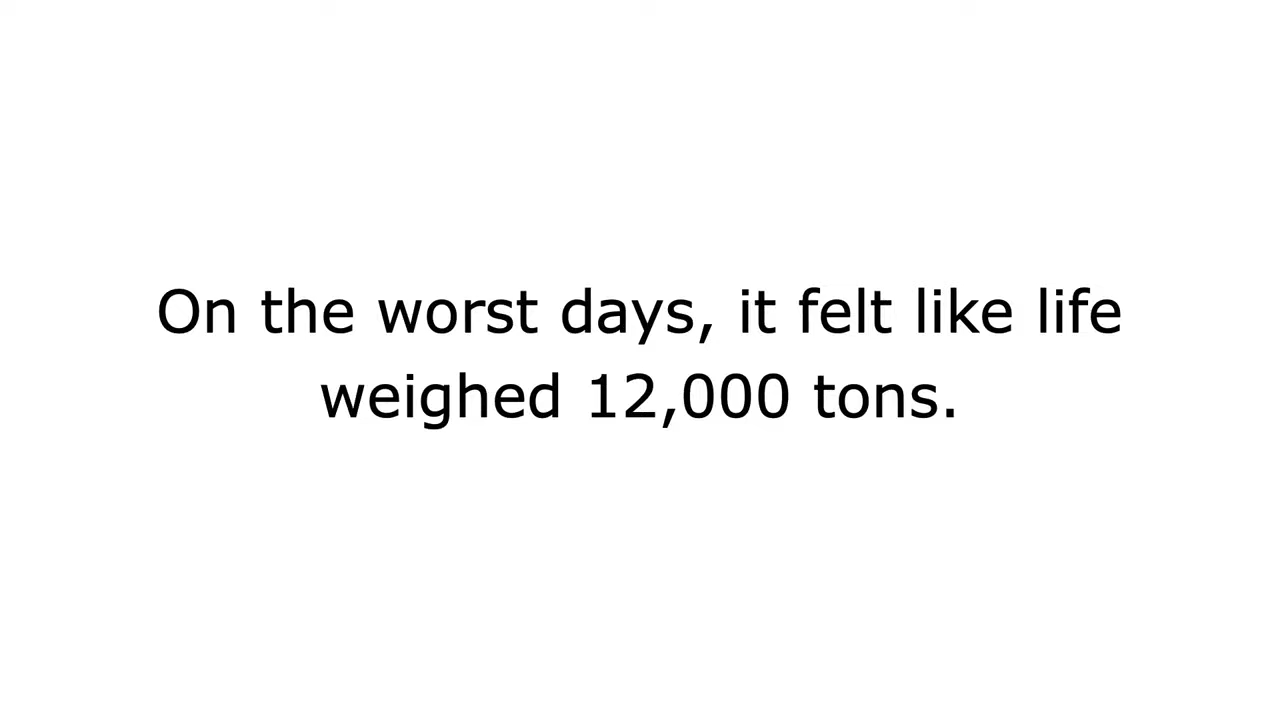 On the worst days, it felt like life
weighed 12,000 tons.